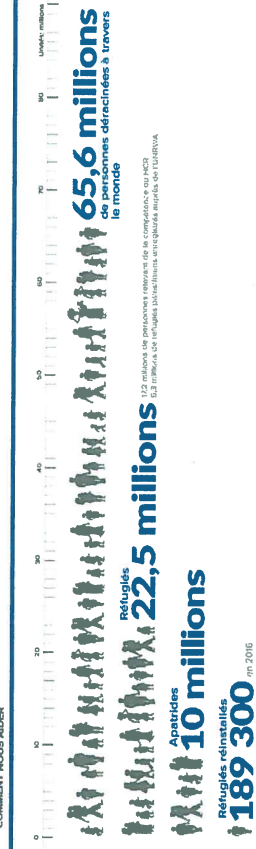 COMMENT NOUS AIDER
0 10 20 30 40 50 60 70 80 Unité: millions
65,6 millions
de personnes déracinées à travers
le monde
Réfugiés
22,5 millions
17,2 millions de personnes relevant de la compétence du HCR
5,3 millions de réfugiés palestiniens enregistrés auprès de l'UNRWA
Apatrides
10 millions
Réfugiés réinstallés
189 300 en 2016